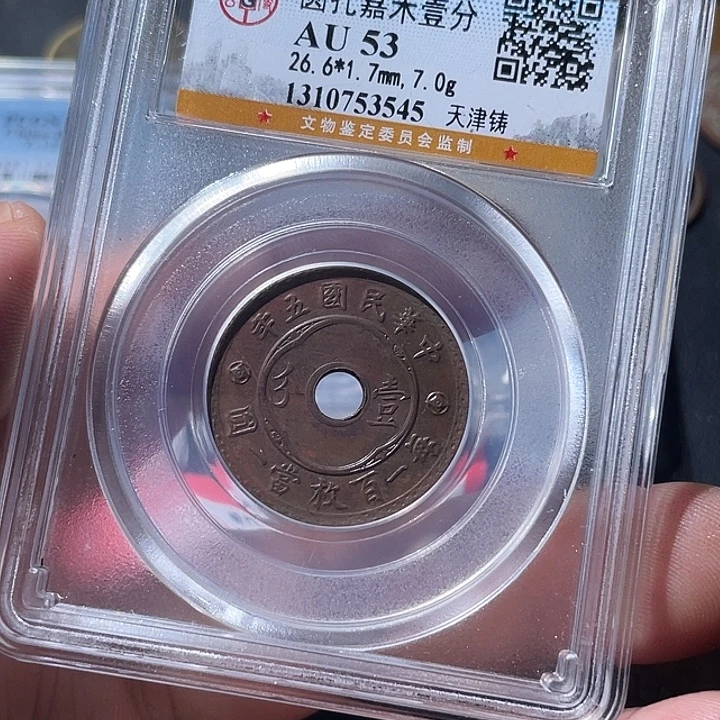 圆孔嘉禾壹分
AU 53
26.6*1.7mm, 7.0g
1310753545 天津铸
文物鉴定委员会监制
中華民國五年
壹分
每一百枚當一圓